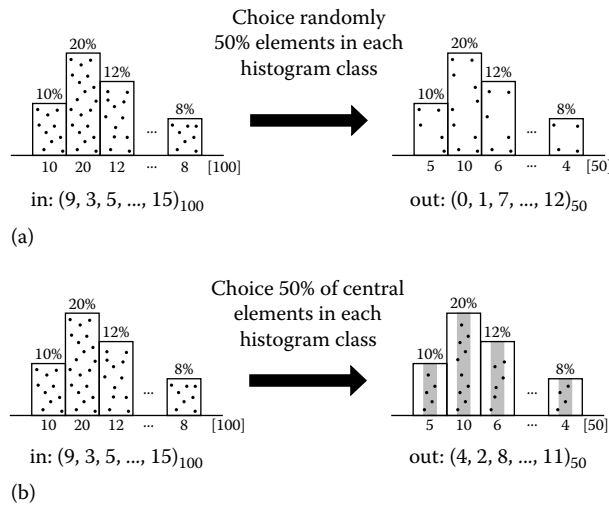 Choice randomly
50% elements in each
histogram class
20%
12%
10%
8%
...
10 20 12 ... 8 [100]
in: (9, 3, 5, ..., 15)100
20%
12%
10%
8%
...
5 10 6 ... 4 [50]
out: (0, 1, 7, ..., 12)50
(a)
Choice 50% of central
elements in each
histogram class
20%
12%
10%
8%
...
10 20 12 ... 8 [100]
in: (9, 3, 5, ..., 15)100
20%
12%
10%
8%
...
5 10 6 ... 4 [50]
out: (4, 2, 8, ..., 11)50
(b)